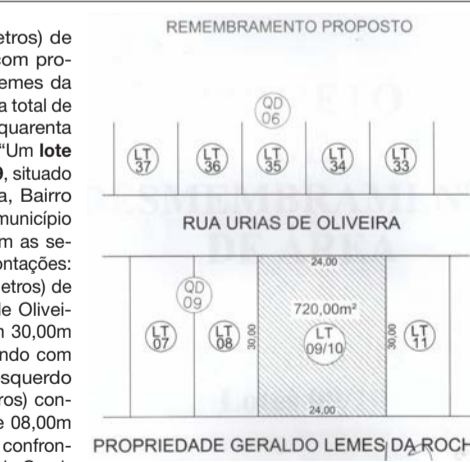 etros) de
com pro-
emes da
a total de
quarenta
"Um lote
9, situado
a, Bairro
município
m as se-
ontações:
etros) de
de Olivei-
m 30,00m
ndo com
squerdo
ros) con-
e 08,00m
confron-
REMEMBRAMENTO PROPOSTO
QD
06
LT
37
LT
36
LT
35
LT
34
LT
33
RUA URIAS DE OLIVEIRA
24,00
QD
09
720,00m²
LT
07
LT
08
30,00
LT
09/10
30,00
LT
11
24,00
PROPRIEDADE GERALDO LEMES DA ROCH